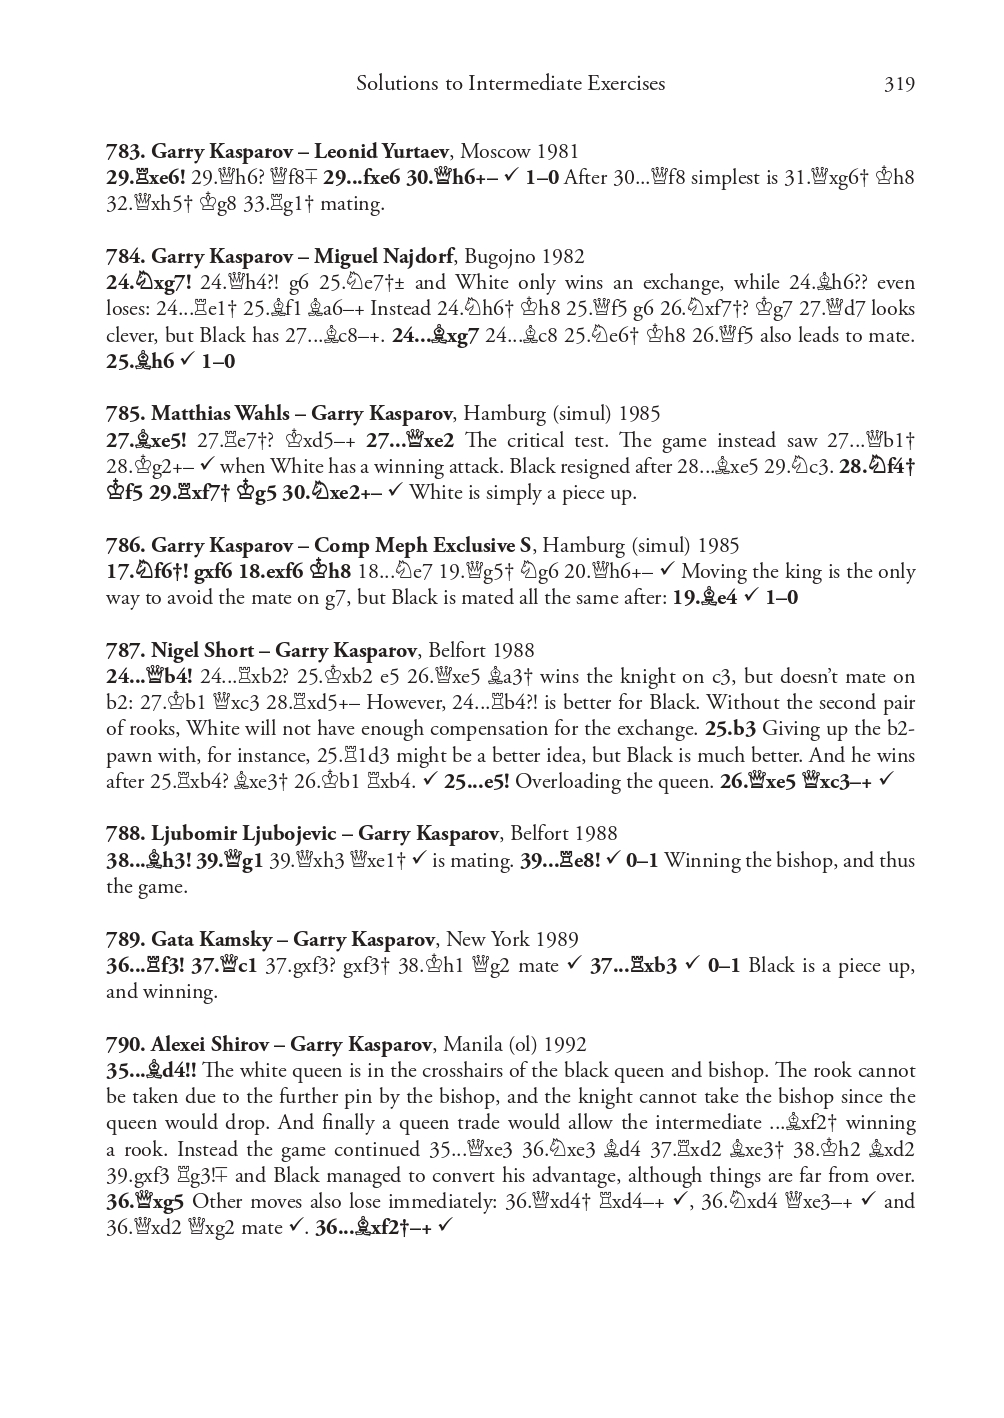 Solutions to Intermediate Exercises 319
783. Garry Kasparov – Leonid Yurtaev, Moscow 1981
29.♖xe6! 29.♕h6? ♕f8∓ 29...fxe6 30.♕h6+– ✓ 1–0 After 30...♕f8 simplest is 31.♕xg6† ♔h8
32.♕xh5† ♔g8 33.♖g1† mating.
784. Garry Kasparov – Miguel Najdorf, Bugojno 1982
24.♘xg7! 24.♕h4?! g6 25.♘e7†± and White only wins an exchange, while 24.♗h6?? even
loses: 24...♖e1† 25.♗f1 ♗a6–+ Instead 24.♘h6† ♔h8 25.♕f5 g6 26.♘xf7†? ♔g7 27.♕d7 looks
clever, but Black has 27...♗c8–+. 24...♗xg7 24...♗c8 25.♘e6† ♔h8 26.♕f5 also leads to mate.
25.♗h6 ✓ 1–0
785. Matthias Wahls – Garry Kasparov, Hamburg (simul) 1985
27.♗xe5! 27.♖e7†? ♔xd5–+ 27...♕xe2 The critical test. The game instead saw 27...♕b1†
28.♔g2+– ✓ when White has a winning attack. Black resigned after 28...♗xe5 29.♘c3. 28.♘f4†
♔f5 29.♖xf7† ♔g5 30.♘xe2+– ✓ White is simply a piece up.
786. Garry Kasparov – Comp Meph Exclusive S, Hamburg (simul) 1985
17.♘f6†! gxf6 18.exf6 ♔h8 18...♘e7 19.♕g5† ♘g6 20.♕h6+– ✓ Moving the king is the only
way to avoid the mate on g7, but Black is mated all the same after: 19.♗e4 ✓ 1–0
787. Nigel Short – Garry Kasparov, Belfort 1988
24...♕b4! 24...♖xb2? 25.♔xb2 e5 26.♕xe5 ♗a3† wins the knight on c3, but doesn’t mate on
b2: 27.♔b1 ♕xc3 28.♖xd5+– However, 24...♖b4?! is better for Black. Without the second pair
of rooks, White will not have enough compensation for the exchange. 25.b3 Giving up the b2-
pawn with, for instance, 25.♖1d3 might be a better idea, but Black is much better. And he wins
after 25.♖xb4? ♗xe3† 26.♔b1 ♖xb4. ✓ 25...e5! Overloading the queen. 26.♕xe5 ♕xc3–+ ✓
788. Ljubomir Ljubojevic – Garry Kasparov, Belfort 1988
38...♗h3! 39.♕g1 39.♕xh3 ♕xe1† ✓ is mating. 39...♖e8! ✓ 0–1 Winning the bishop, and thus
the game.
789. Gata Kamsky – Garry Kasparov, New York 1989
36...♖f3! 37.♕c1 37.gxf3? gxf3† 38.♔h1 ♕g2 mate ✓ 37...♖xb3 ✓ 0–1 Black is a piece up,
and winning.
790. Alexei Shirov – Garry Kasparov, Manila (ol) 1992
35...♗d4!! The white queen is in the crosshairs of the black queen and bishop. The rook cannot
be taken due to the further pin by the bishop, and the knight cannot take the bishop since the
queen would drop. And finally a queen trade would allow the intermediate ...♗xf2† winning
a rook. Instead the game continued 35...♕xe3 36.♘xe3 ♗d4 37.♖xd2 ♗xe3† 38.♔h2 ♗xd2
39.gxf3 ♖g3!∓ and Black managed to convert his advantage, although things are far from over.
36.♕xg5 Other moves also lose immediately: 36.♕xd4† ♖xd4–+ ✓, 36.♘xd4 ♕xe3–+ ✓ and
36.♕xd2 ♕xg2 mate ✓. 36...♗xf2†–+ ✓